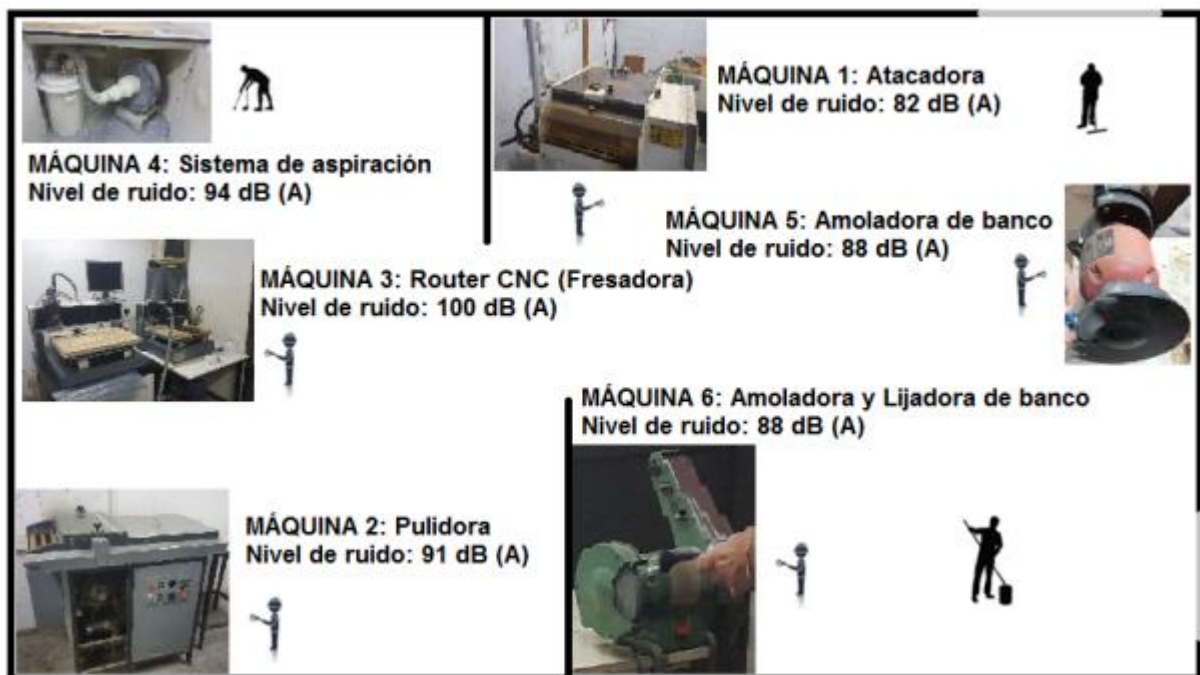 MÁQUINA 1: Atacadora
Nivel de ruido: 82 dB (A)
MÁQUINA 4: Sistema de aspiración
Nivel de ruido: 94 dB (A)
MÁQUINA 5: Amoladora de banco
Nivel de ruido: 88 dB (A)
MÁQUINA 3: Router CNC (Fresadora)
Nivel de ruido: 100 dB (A)
MÁQUINA 6: Amoladora y Lijadora de banco
Nivel de ruido: 88 dB (A)
MÁQUINA 2: Pulidora
Nivel de ruido: 91 dB (A)